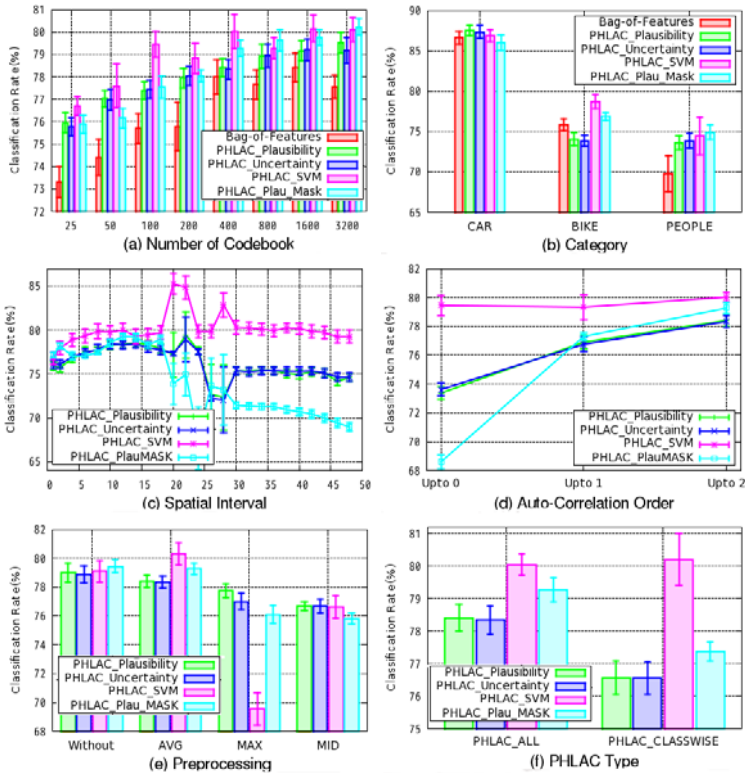 Classification Rate(%)
81
80
79
78
77
76
75
74
73
72
Bag-of-Features
PHLAC_Plausibility
PHLAC_Uncertainty
PHLAC_SVM
PHLAC_Plau_Mask
25 50 100 200 400 800 1600 3200
(a) Number of Codebook
Classification Rate(%)
90
85
80
75
70
65
Bag-of-Features
PHLAC_Plausibility
PHLAC_Uncertainty
PHLAC_SVM
PHLAC_Plau_Mask
CAR BIKE PEOPLE
(b) Category
Classification Rate(%)
85
80
75
70
65
PHLAC_Plausibility
PHLAC_Uncertainty
PHLAC_SVM
PHLAC_PlauMASK
0 5 10 15 20 25 30 35 40 45 50
(c) Spatial Interval
Classification Rate(%)
82
80
78
76
74
72
70
68
PHLAC_Plausibility
PHLAC_Uncertainty
PHLAC_SVM
PHLAC_PlauMASK
Upto 0 Upto 1 Upto 2
(d) Auto-Correlation Order
Classification Rate(%)
82
80
78
76
74
72
70
68
PHLAC_Plausibility
PHLAC_Uncertainty
PHLAC_SVM
PHLAC_Plau_MASK
Without AVG MAX MID
(e) Preprocessing
Classification Rate(%)
81
80
79
78
77
76
75
PHLAC_Plausibility
PHLAC_Uncertainty
PHLAC_SVM
PHLAC_Plau_MASK
PHLAC_ALL PHLAC_CLASSWISE
(f) PHLAC Type